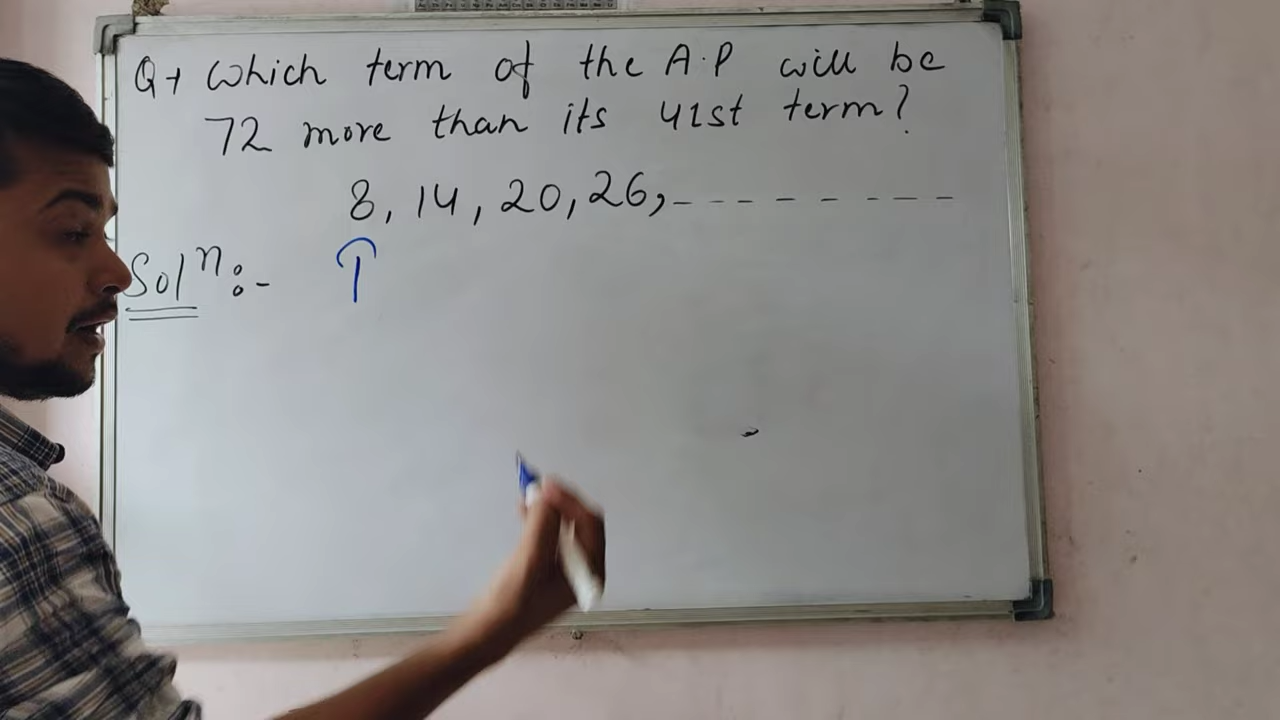 Q→ Which term of the A.P will be
72 more than its 41st term?
8, 14, 20, 26, - - - - - - - -
Solⁿ:-
↑